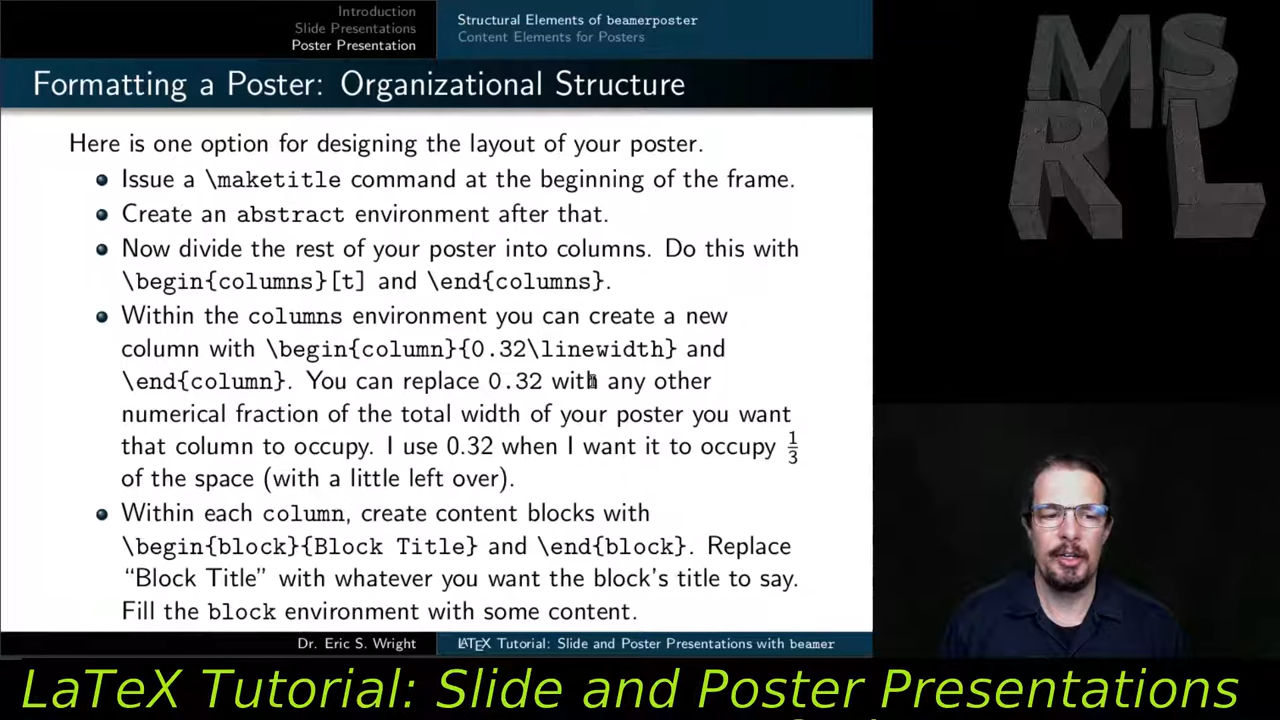 Introduction
Slide Presentations
Poster Presentation
Structural Elements of beamerposter
Content Elements for Posters
Formatting a Poster: Organizational Structure
Here is one option for designing the layout of your poster.
Issue a \maketitle command at the beginning of the frame.
Create an abstract environment after that.
Now divide the rest of your poster into columns. Do this with
\begin{columns}[t] and \end{columns}.
Within the columns environment you can create a new
column with \begin{column}{0.32\linewidth} and
\end{column}. You can replace 0.32 with any other
numerical fraction of the total width of your poster you want
that column to occupy. I use 0.32 when I want it to occupy 1/3
of the space (with a little left over).
Within each column, create content blocks with
\begin{block}{Block Title} and \end{block}. Replace
“Block Title” with whatever you want the block's title to say.
Fill the block environment with some content.
Dr. Eric S. Wright
LATEX Tutorial: Slide and Poster Presentations with beamer
MS
RL
LaTeX Tutorial: Slide and Poster Presentations